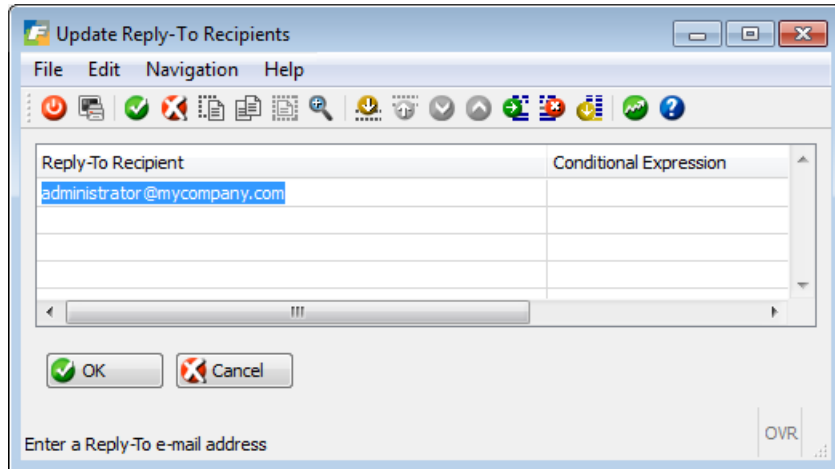 Update Reply-To Recipients
File Edit Navigation Help
Reply-To Recipient Conditional Expression
administrator@mycompany.com
OK Cancel
Enter a Reply-To e-mail address OVR